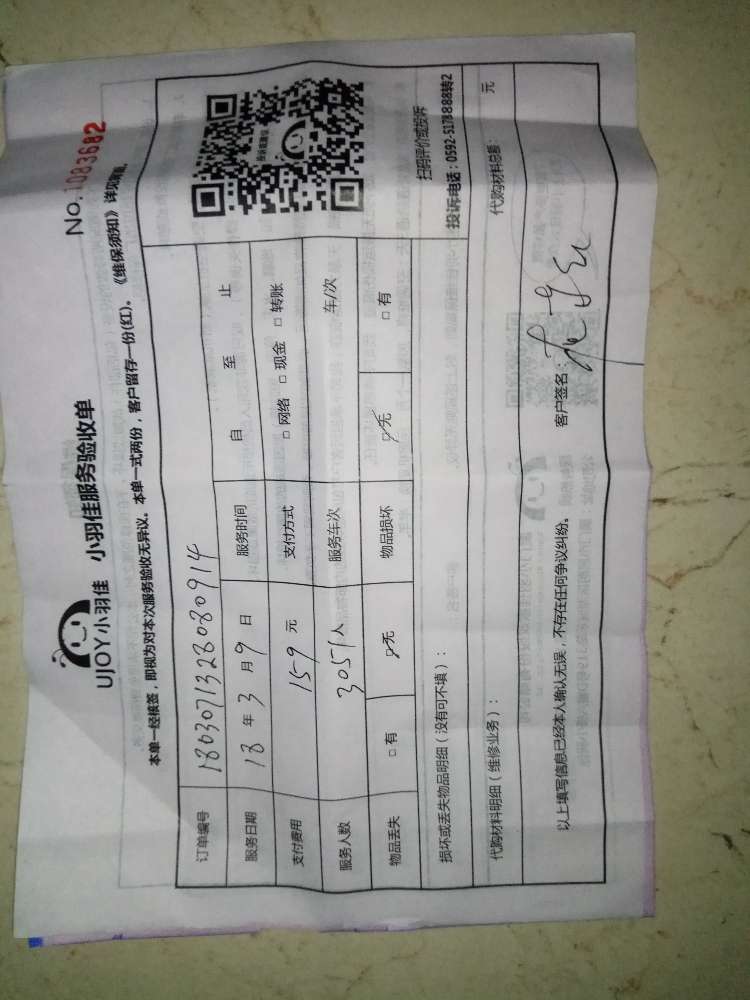 UJOY小羽佳 小羽佳服务验收单
No. 1083682
本单一经核签，即视为对本次服务验收无异议。本单一式两份，客户留存一份(红)。《维保须知》详见背面。
订单编号 1803071328080914
服务日期 18 年 3 月 9 日 服务时间 自 至 止
支付费用 159 元 支付方式 □ 网络 □ 现金 □ 转账
服务人数 3051人 服务车次 车/次
物品丢失 □ 有 ☑ 无 物品损坏 ☑ 无 □ 有
扫码评价或投诉
投诉电话：0592-5178888转2
损坏或丢失物品明细（没有可不填）：
代购材料明细（维修业务）： 代购材料总额： 元
以上填写信息已经本人确认无误，不存在任何争议纠纷。 客户签名：